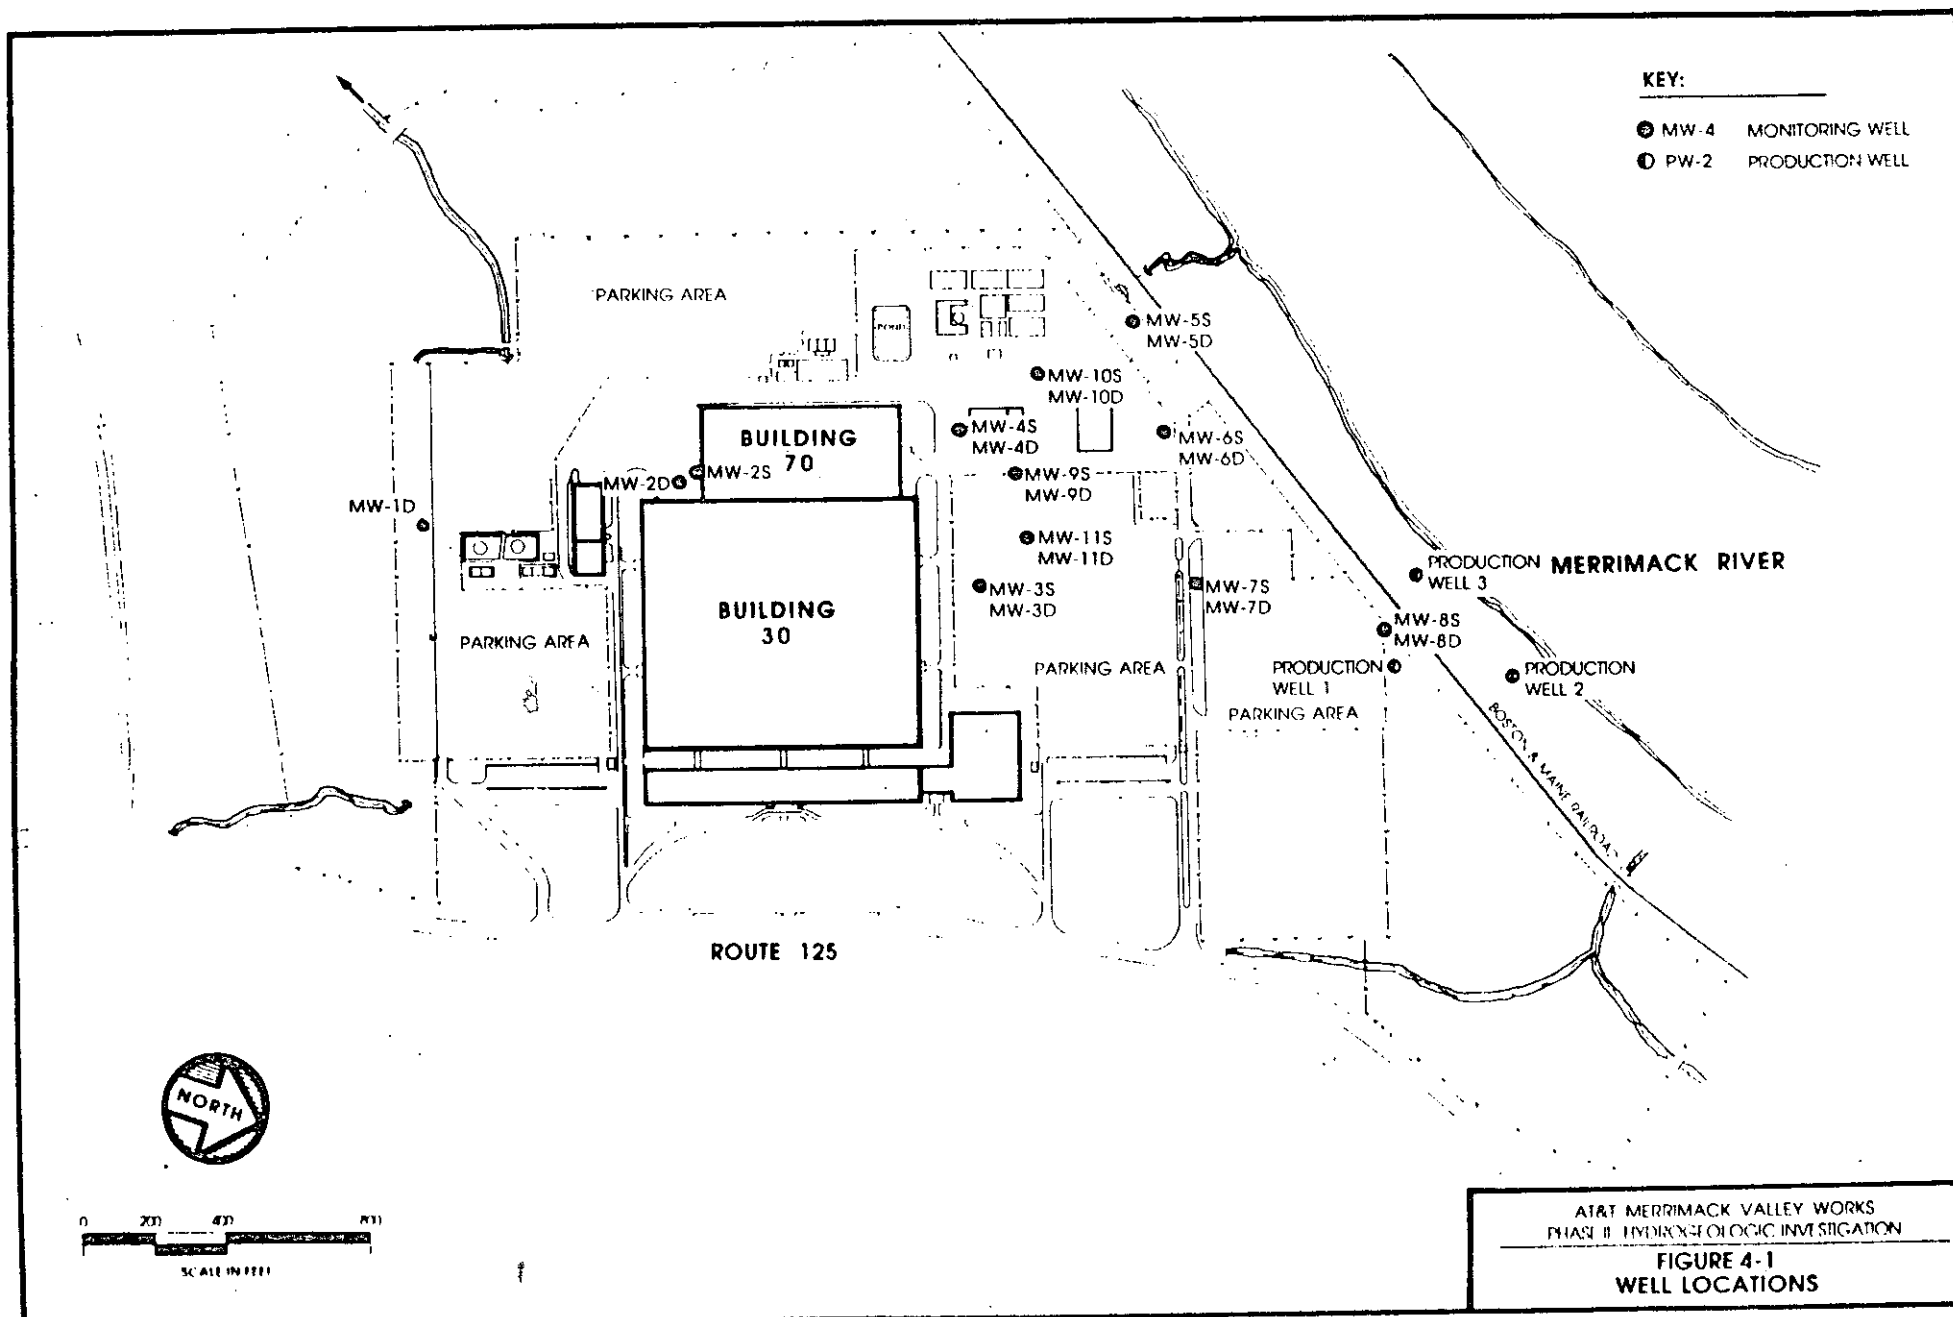 KEY:
MW-4 MONITORING WELL
PW-2 PRODUCTION WELL
PARKING AREA
POND
MW-5S
MW-5D
MW-10S
MW-10D
MW-4S
MW-4D
MW-6S
MW-6D
BUILDING
70
MW-2S
MW-2D
MW-9S
MW-9D
MW-1D
MW-11S
MW-11D
PRODUCTION
WELL 3
MERRIMACK RIVER
MW-3S
MW-3D
MW-7S
MW-7D
BUILDING
30
MW-8S
MW-8D
PARKING AREA
PARKING AREA
PRODUCTION
WELL 1
PRODUCTION
WELL 2
PARKING AREA
BOSTON & MAINE RAILROAD
ROUTE 125
NORTH
0 200 400 800
SCALE IN FEET
AT&T MERRIMACK VALLEY WORKS
PHASE II HYDROGEOLOGIC INVESTIGATION
FIGURE 4-1
WELL LOCATIONS